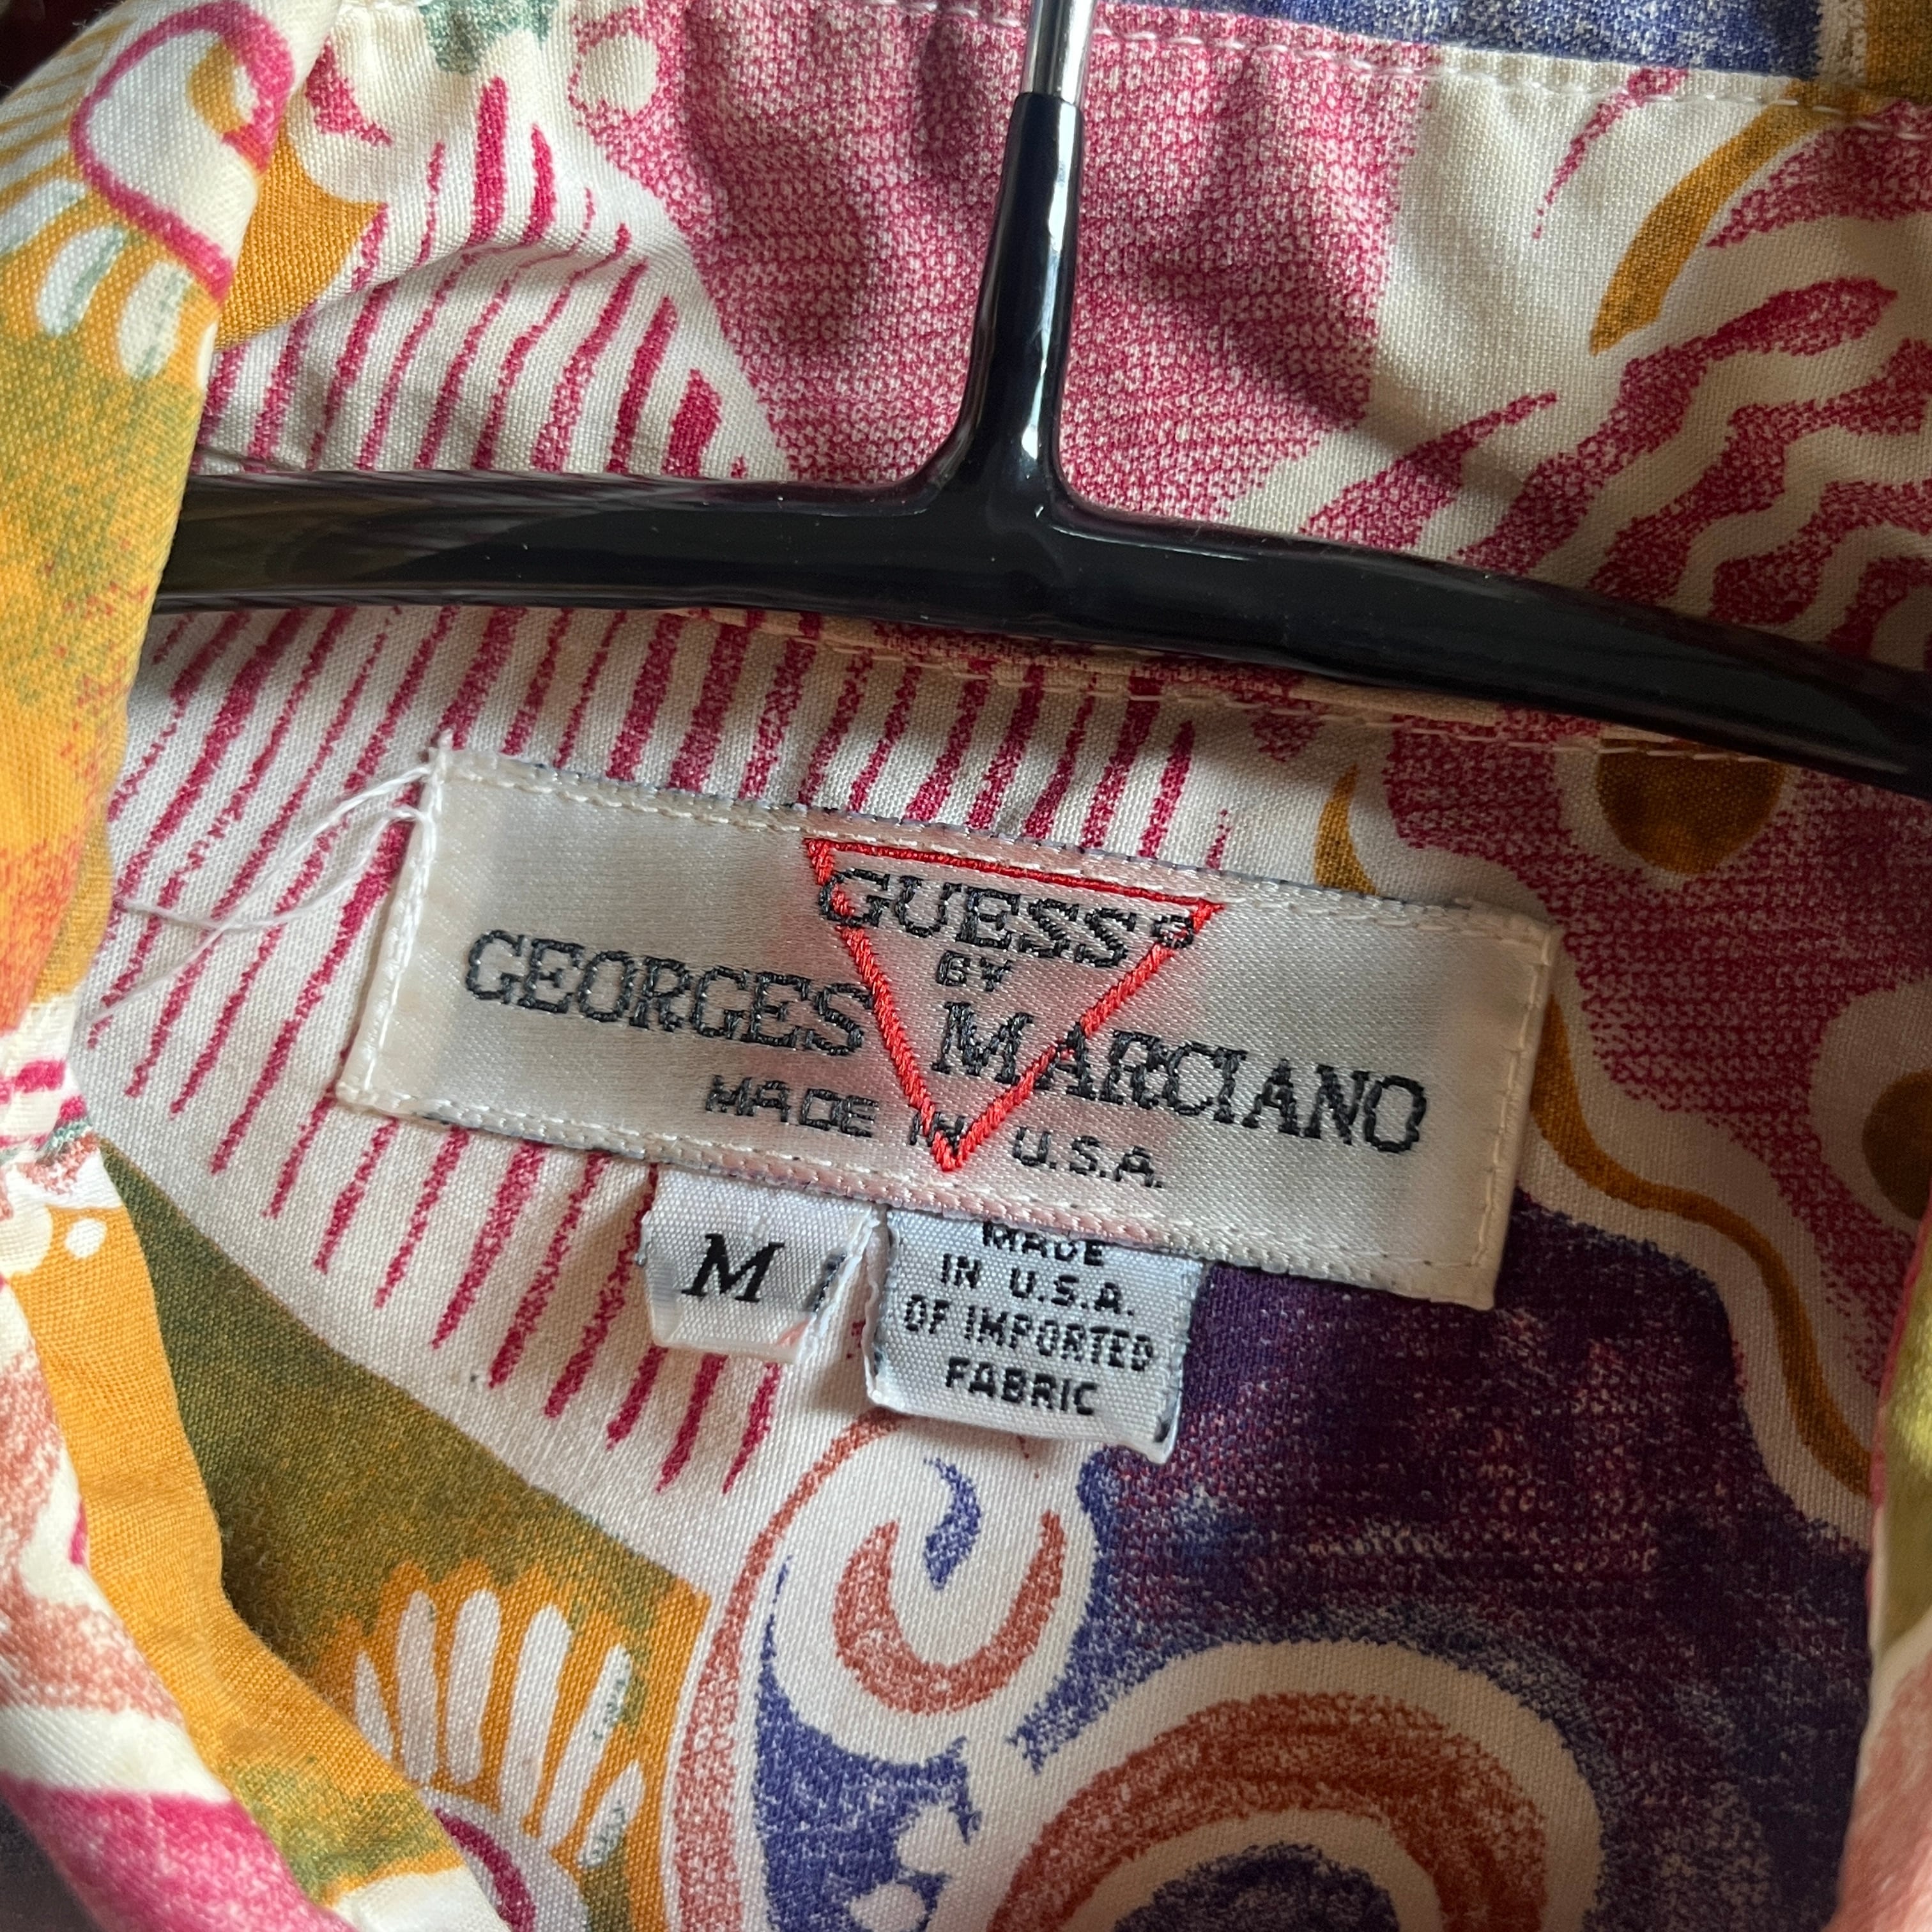 GUESS?
BY
GEORGES MARCIANO
MADE IN U.S.A.
M
MADE
IN U.S.A.
OF IMPORTED
FABRIC